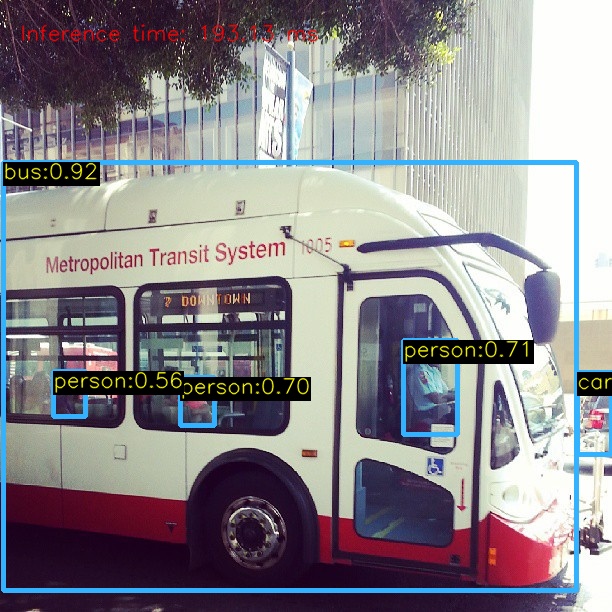 Inference time: 193.13 ms
bus:0.92
Metropolitan Transit System 1005
2 DOWNTOWN
person:0.71
person:0.56
person:0.70
car